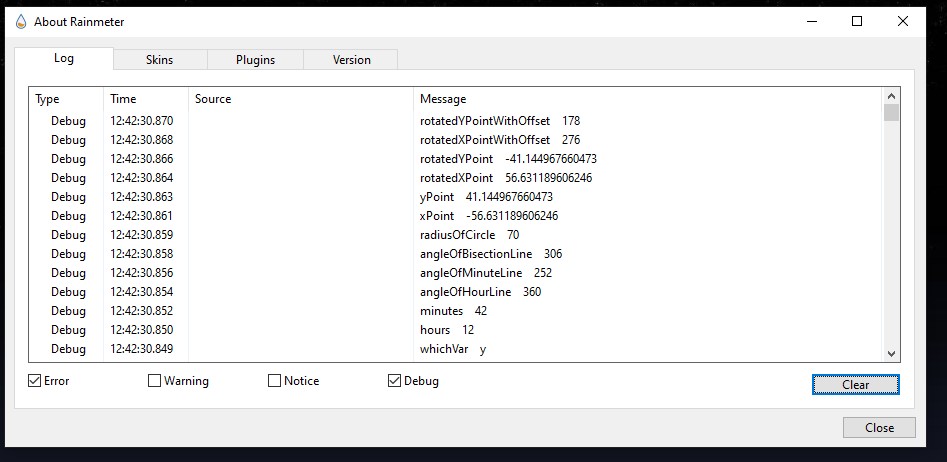 About Rainmeter
Log Skins Plugins Version
Type Time Source Message
Debug 12:42:30.870 rotatedYPointWithOffset 178
Debug 12:42:30.868 rotatedXPointWithOffset 276
Debug 12:42:30.866 rotatedYPoint -41.144967660473
Debug 12:42:30.864 rotatedXPoint 56.631189606246
Debug 12:42:30.863 yPoint 41.144967660473
Debug 12:42:30.861 xPoint -56.631189606246
Debug 12:42:30.859 radiusOfCircle 70
Debug 12:42:30.858 angleOfBisectionLine 306
Debug 12:42:30.856 angleOfMinuteLine 252
Debug 12:42:30.854 angleOfHourLine 360
Debug 12:42:30.852 minutes 42
Debug 12:42:30.850 hours 12
Debug 12:42:30.849 whichVar y
Error Warning Notice Debug Clear
Close